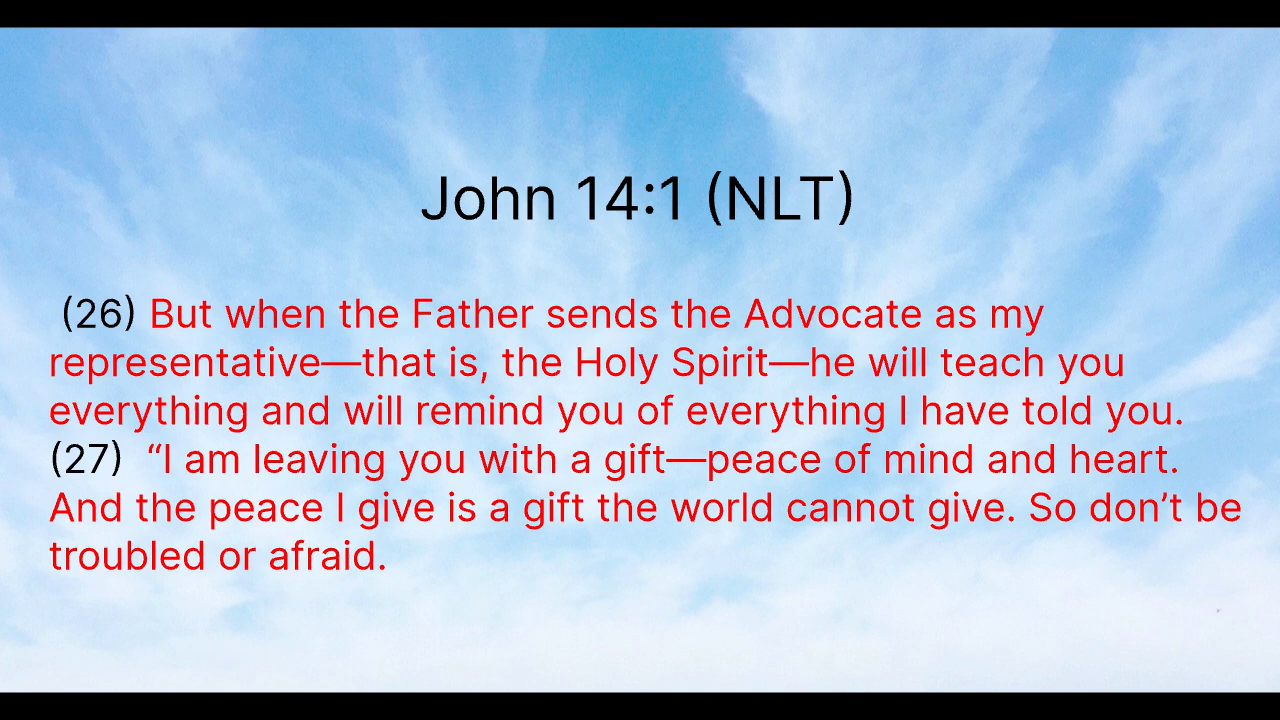 John 14:1 (NLT)
(26) But when the Father sends the Advocate as my
representative—that is, the Holy Spirit—he will teach you
everything and will remind you of everything I have told you.
(27) “I am leaving you with a gift—peace of mind and heart.
And the peace I give is a gift the world cannot give. So don’t be
troubled or afraid.